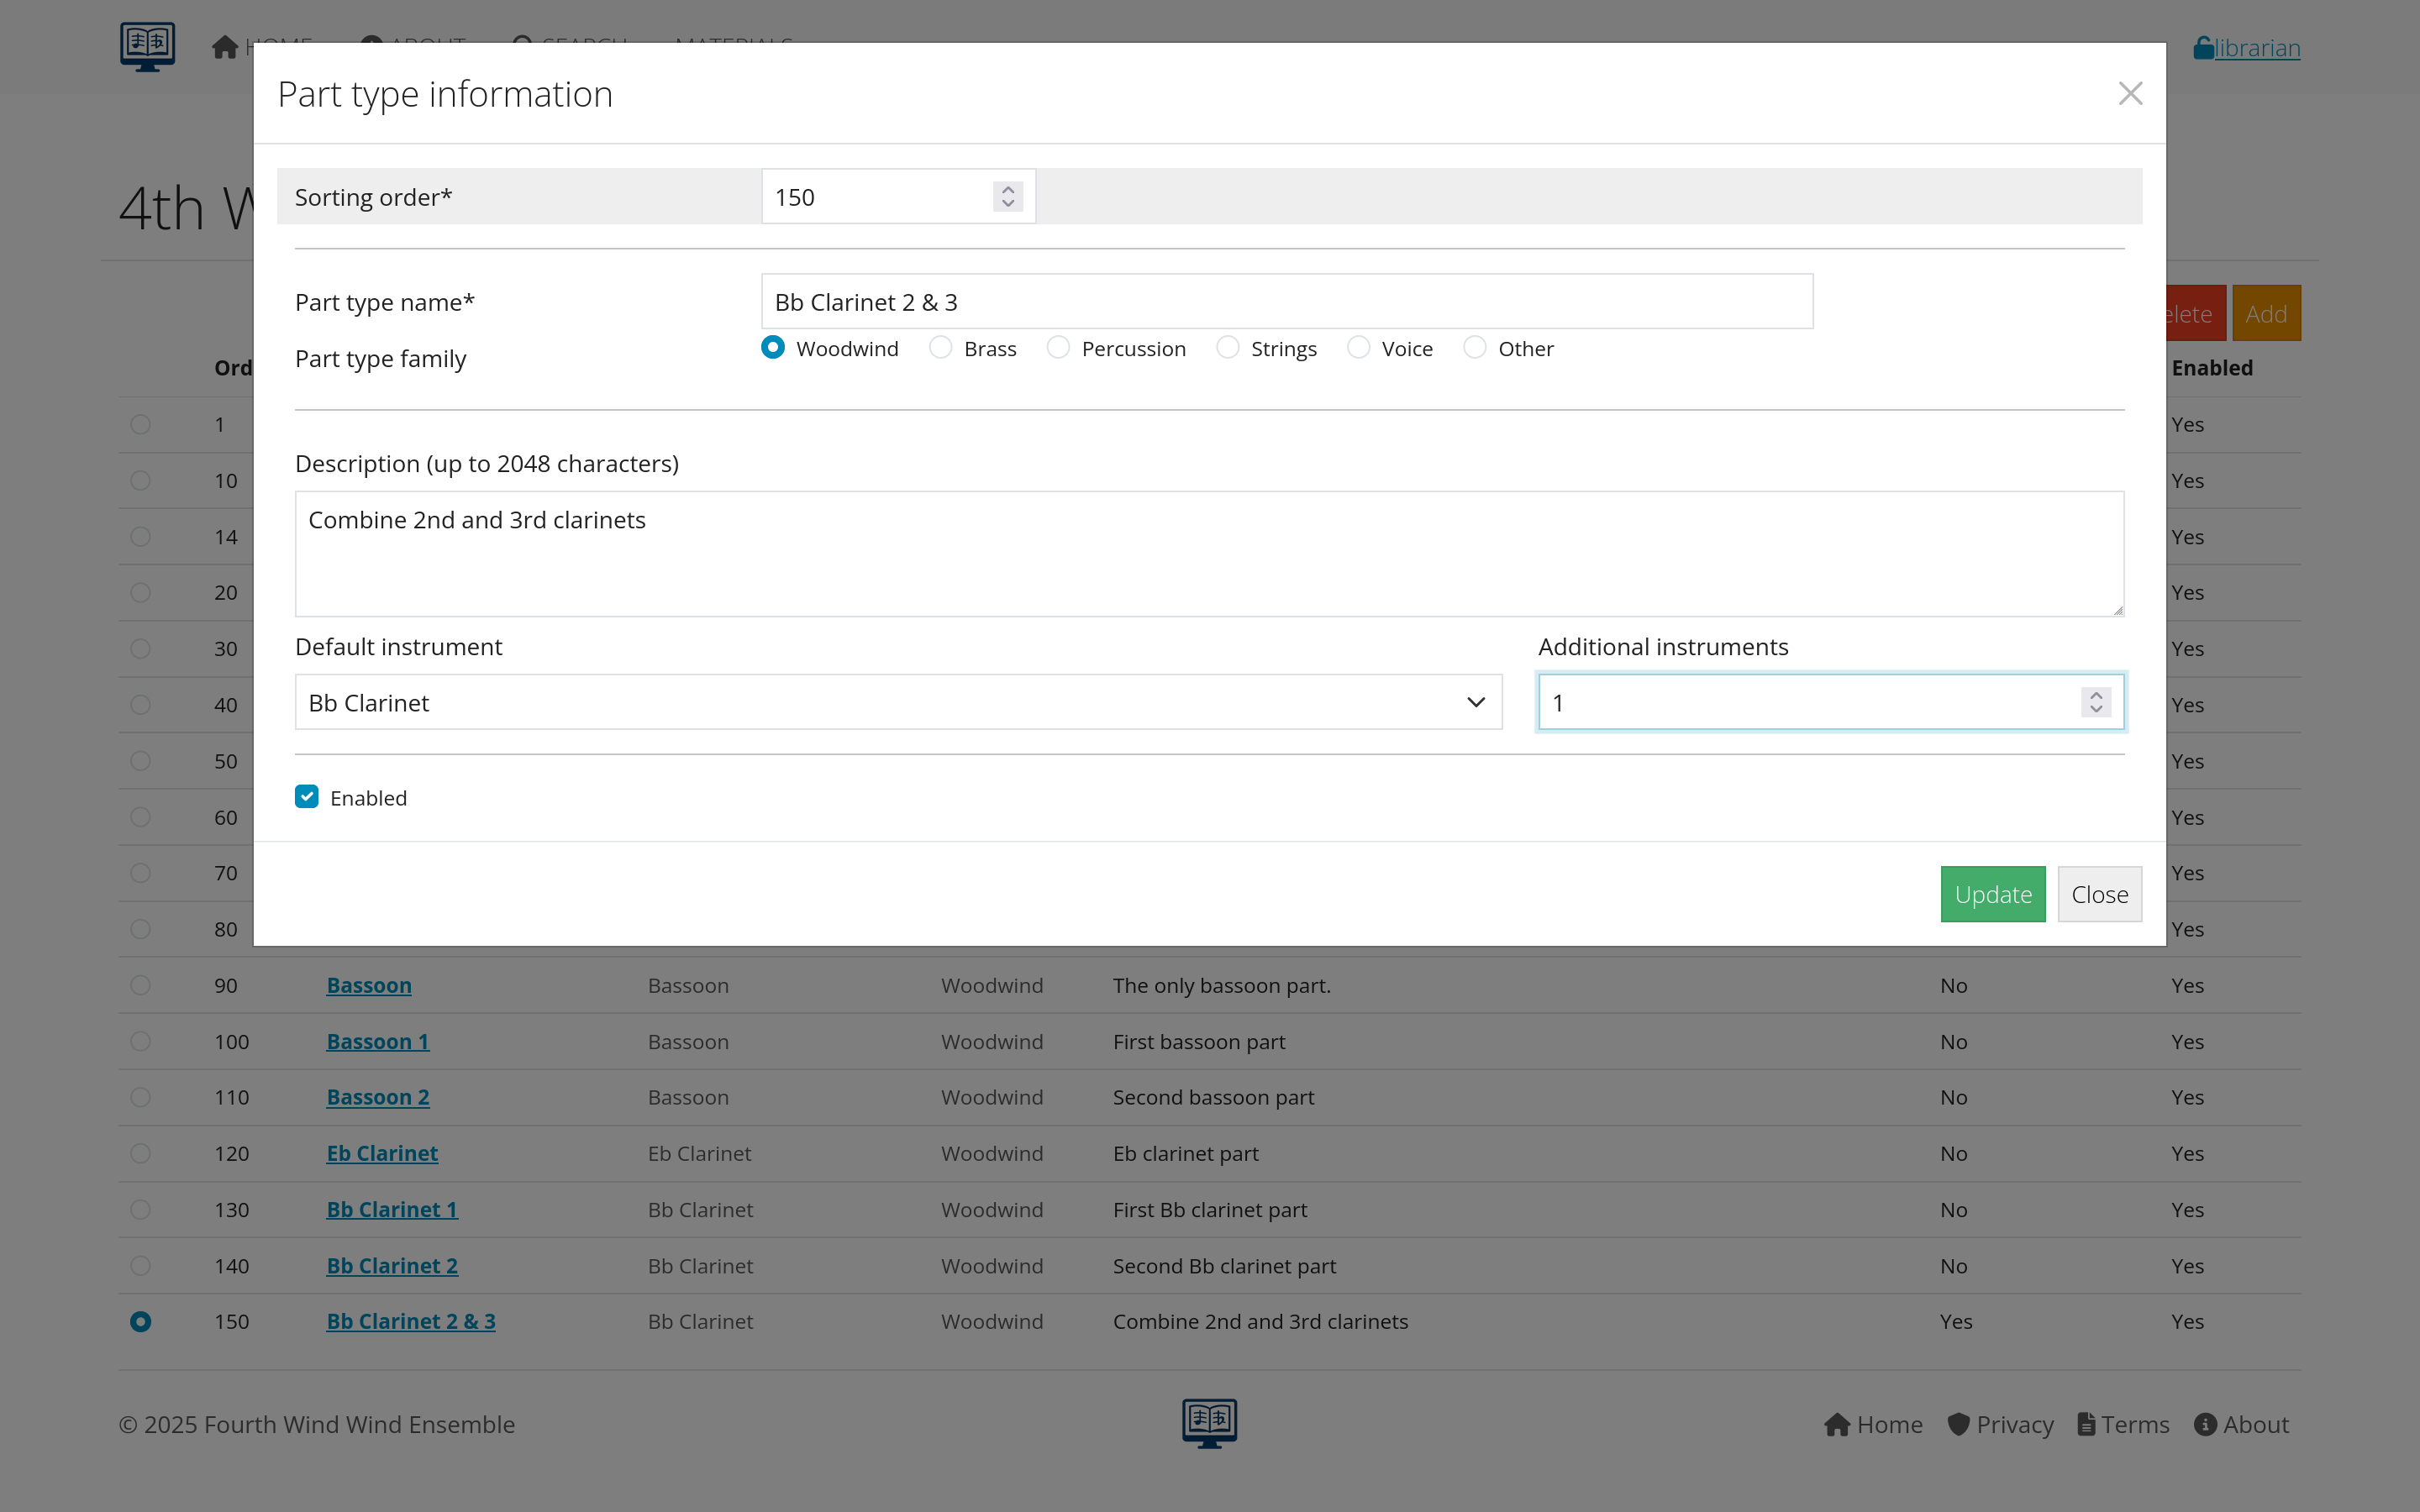 HOME ABOUT SEARCH MATERIALS librarian
Part type information
4th W
Sorting order* 150
Part type name* Bb Clarinet 2 & 3
elete Add
Part type family Woodwind Brass Percussion Strings Voice Other
Ord Enabled
1 Yes
Description (up to 2048 characters)
10 Yes
Combine 2nd and 3rd clarinets
14 Yes
20 Yes
Default instrument Additional instruments
30 Yes
Bb Clarinet 1
40 Yes
50 Yes
Enabled
60 Yes
70 Yes
Update Close
80 Yes
90 Bassoon Bassoon Woodwind The only bassoon part. No Yes
100 Bassoon 1 Bassoon Woodwind First bassoon part No Yes
110 Bassoon 2 Bassoon Woodwind Second bassoon part No Yes
120 Eb Clarinet Eb Clarinet Woodwind Eb clarinet part No Yes
130 Bb Clarinet 1 Bb Clarinet Woodwind First Bb clarinet part No Yes
140 Bb Clarinet 2 Bb Clarinet Woodwind Second Bb clarinet part No Yes
150 Bb Clarinet 2 & 3 Bb Clarinet Woodwind Combine 2nd and 3rd clarinets Yes Yes
© 2025 Fourth Wind Wind Ensemble Home Privacy Terms About